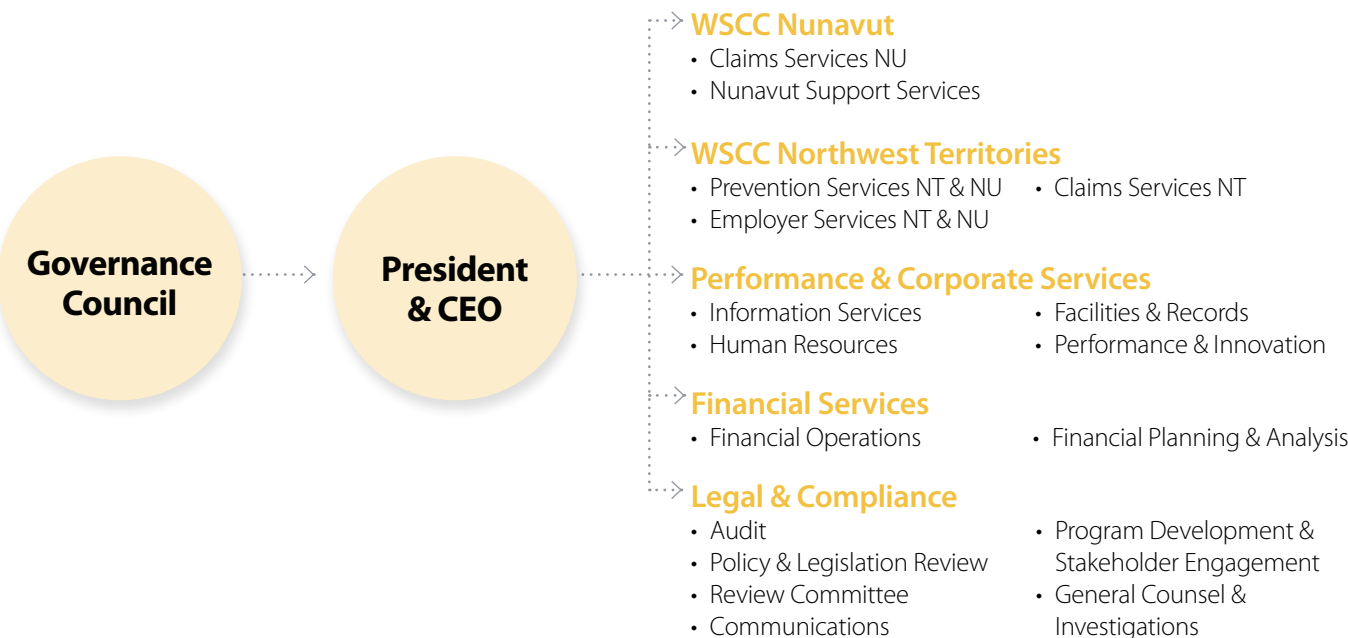 Governance
Council
President
& CEO
WSCC Nunavut
• Claims Services NU
• Nunavut Support Services
WSCC Northwest Territories
• Prevention Services NT & NU
• Employer Services NT & NU
• Claims Services NT
Performance & Corporate Services
• Information Services
• Human Resources
• Facilities & Records
• Performance & Innovation
Financial Services
• Financial Operations
• Financial Planning & Analysis
Legal & Compliance
• Audit
• Policy & Legislation Review
• Review Committee
• Communications
• Program Development &
Stakeholder Engagement
• General Counsel &
Investigations